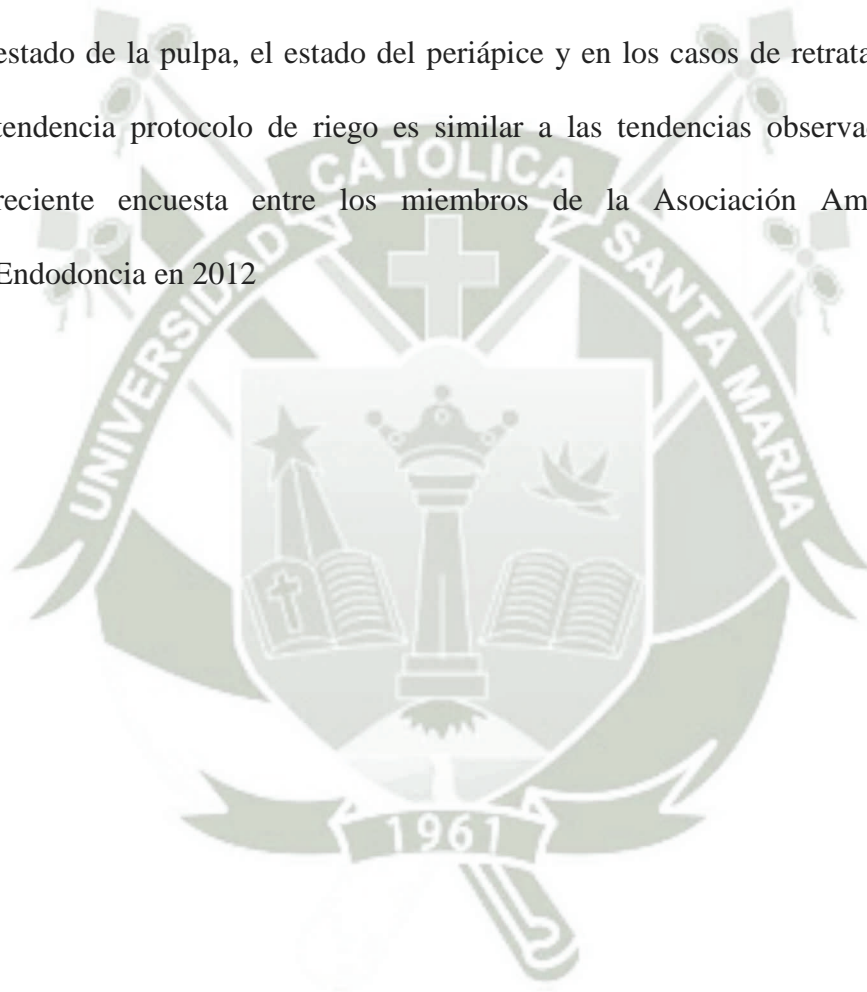 estado de la pulpa, el estado del periápice y en los casos de retrata
tendencia protocolo de riego es similar a las tendencias observa
reciente encuesta entre los miembros de la Asociación Am
Endodoncia en 2012
CATOLICA
UNIVERSIDAD
SANTA MARIA
1961